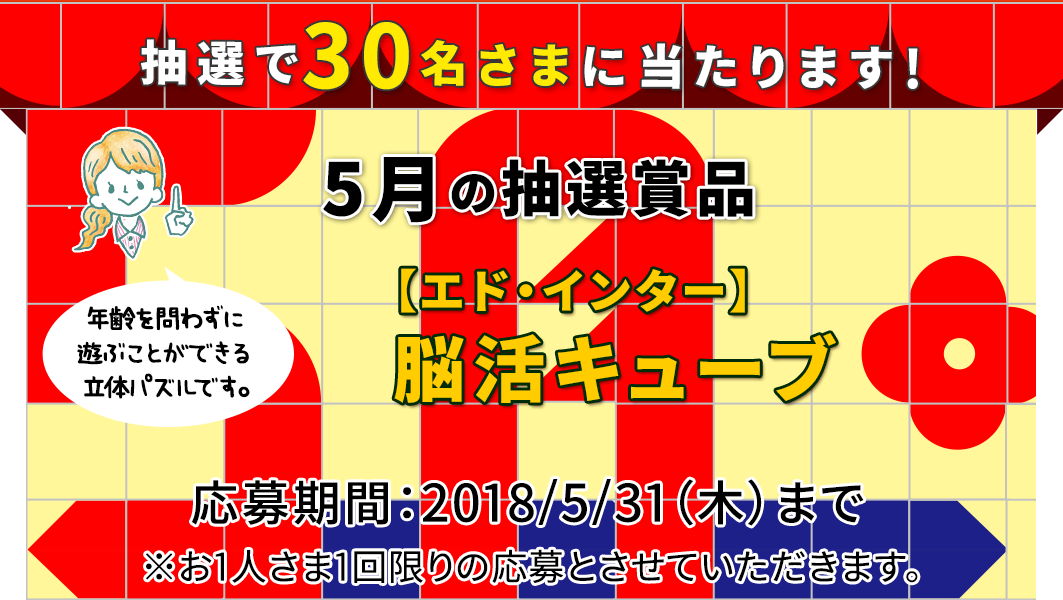 抽選で30名さまに当たります!
5月の抽選賞品
【エド・インター】
脳活キューブ
年齢を問わずに
遊ぶことができる
立体パズルです。
応募期間:2018/5/31(木)まで
※お1人さま1回限りの応募とさせていただきます。